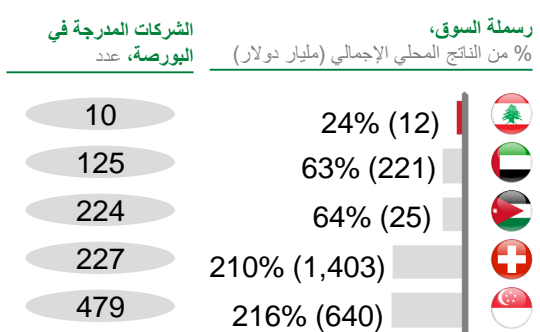 رسملة السوق،
% من الناتج المحلي الإجمالي (مليار دولار)
الشركات المدرجة في
البورصة، عدد
24% (12)
10
63% (221)
125
64% (25)
224
210% (1,403)
227
216% (640)
479